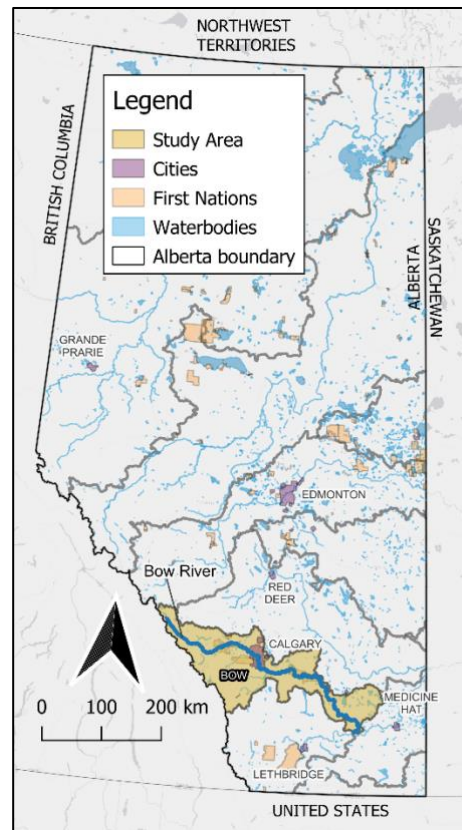 NORTHWEST
TERRITORIES
Legend
Study Area
Cities
First Nations
Waterbodies
Alberta boundary
BRITISH COLUMBIA
ALBERTA
SASKATCHEWAN
GRANDE
PRARIE
EDMONTON
RED
DEER
Bow River
CALGARY
BOW
MEDICINE
HAT
0 100 200 km
LETHBRIDGE
UNITED STATES